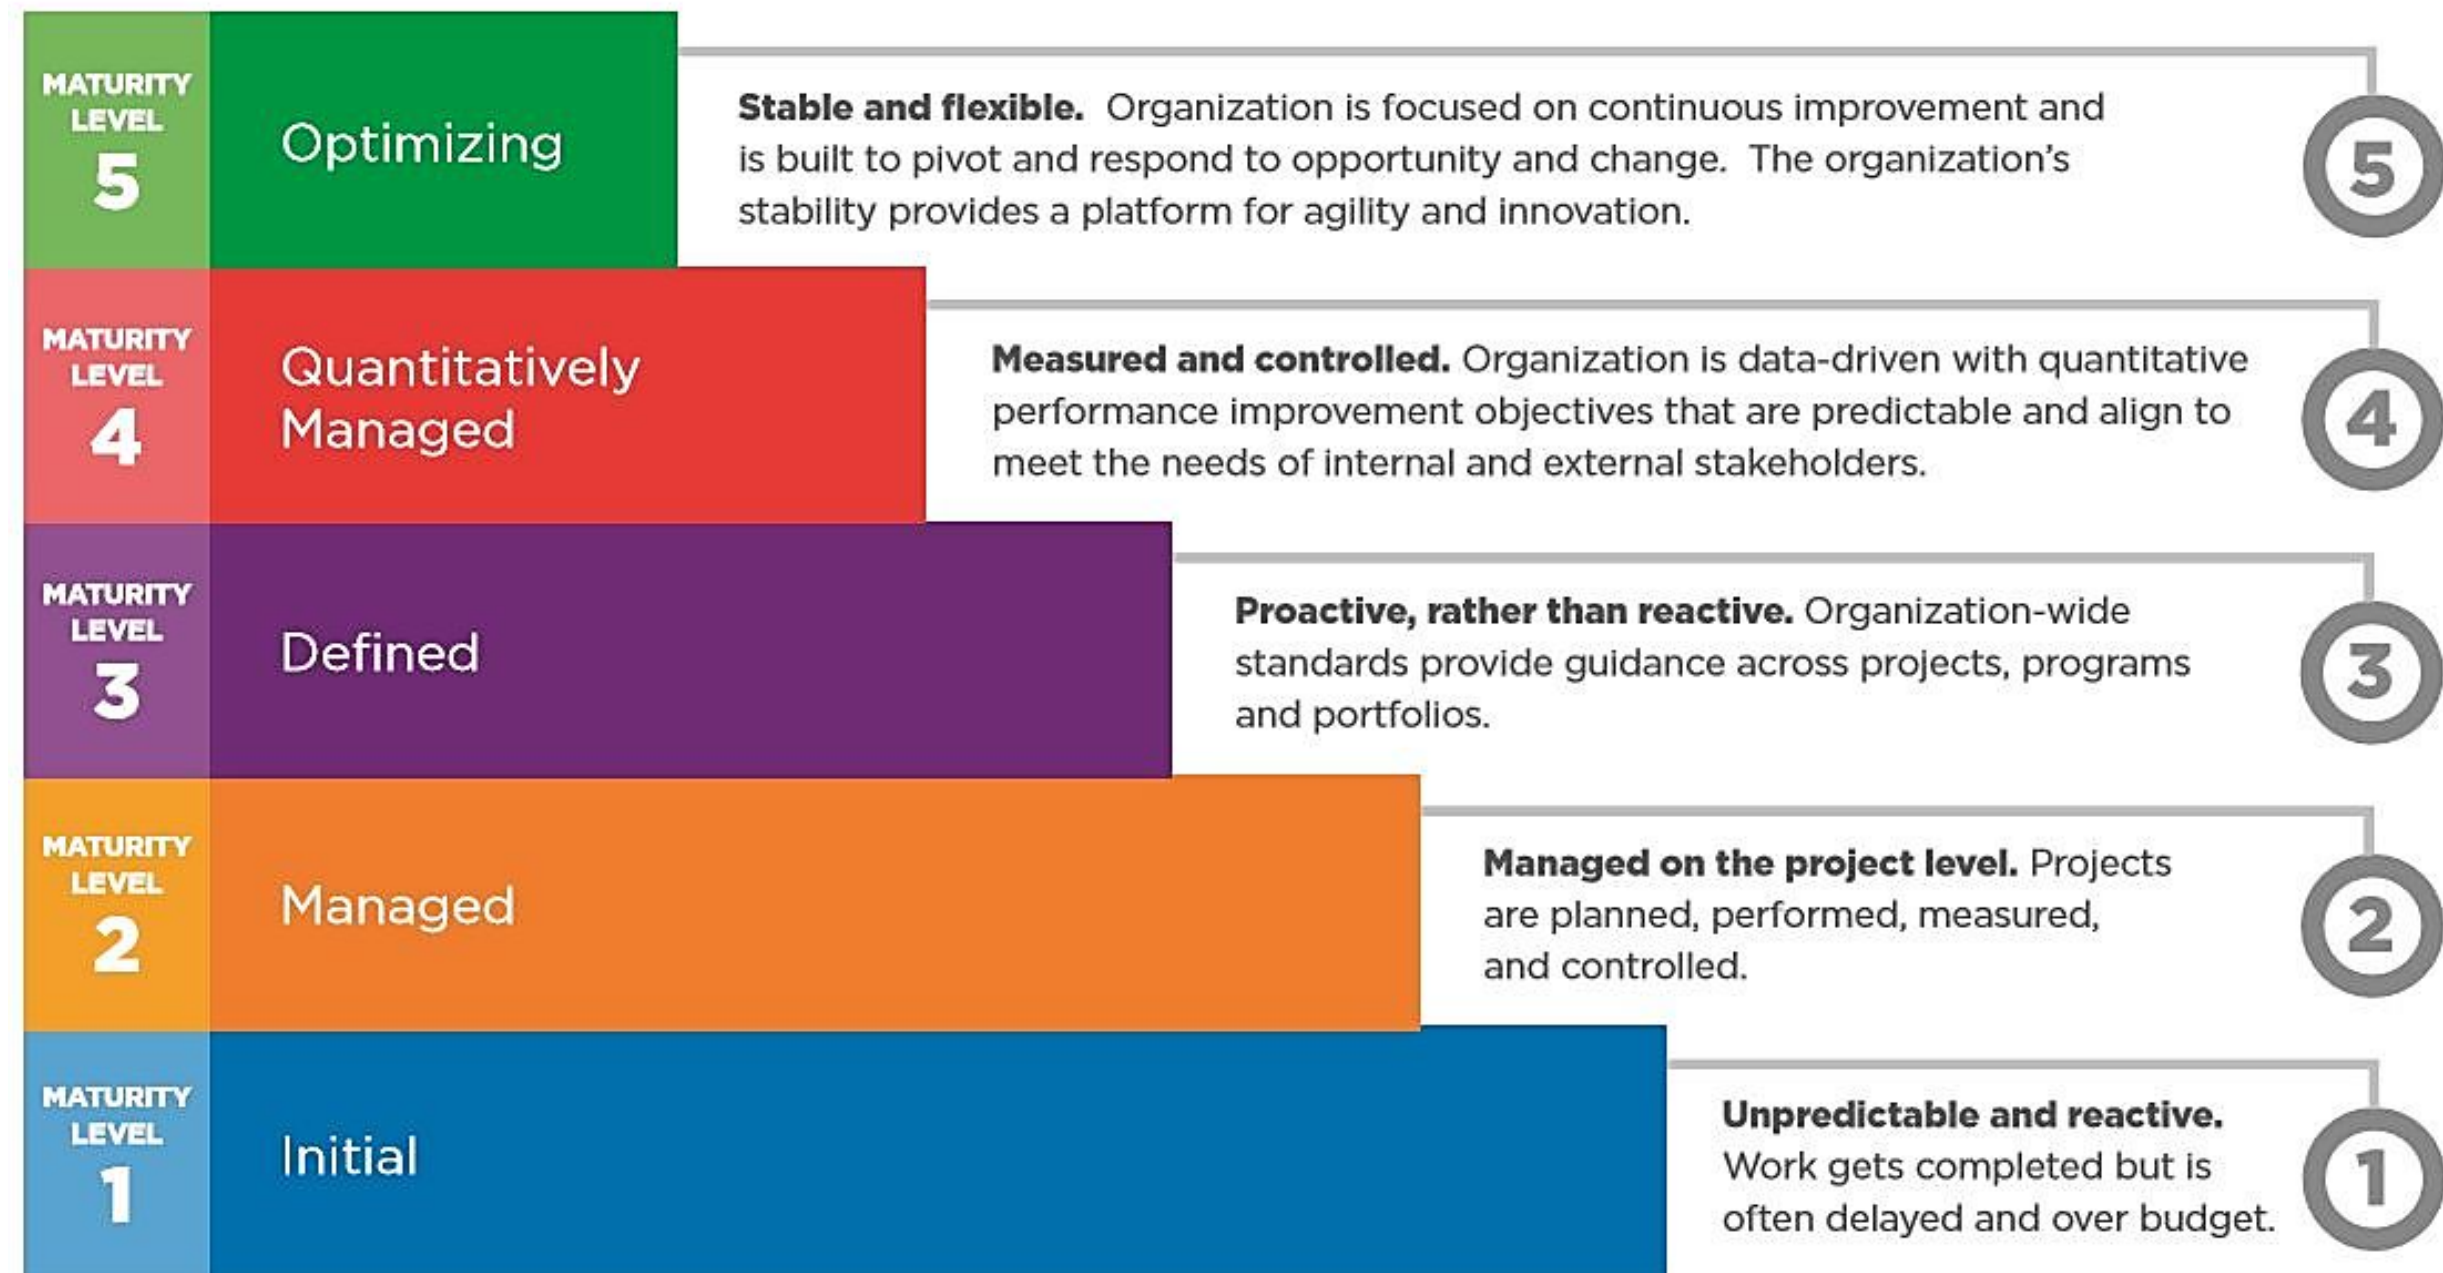 MATURITY
LEVEL
5
Optimizing
Stable and flexible. Organization is focused on continuous improvement and
is built to pivot and respond to opportunity and change. The organization's
stability provides a platform for agility and innovation.
5
MATURITY
LEVEL
4
Quantitatively
Managed
Measured and controlled. Organization is data-driven with quantitative
performance improvement objectives that are predictable and align to
meet the needs of internal and external stakeholders.
4
MATURITY
LEVEL
3
Defined
Proactive, rather than reactive. Organization-wide
standards provide guidance across projects, programs
and portfolios.
3
MATURITY
LEVEL
2
Managed
Managed on the project level. Projects
are planned, performed, measured,
and controlled.
2
MATURITY
LEVEL
1
Initial
Unpredictable and reactive.
Work gets completed but is
often delayed and over budget.
1